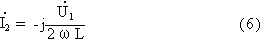 İ₂ = -j U̇₁ / 2 ω L (6)